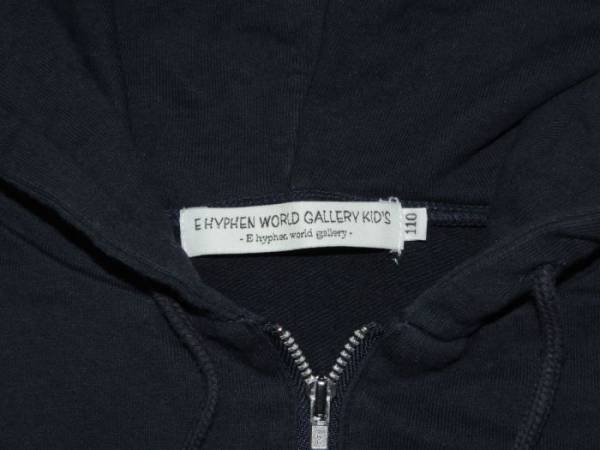 E HYPHEN WORLD GALLERY KID'S
- E hyphen world gallery -
110